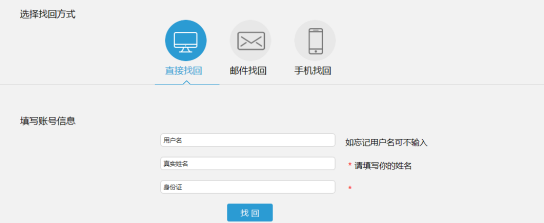 选择找回方式
直接找回 邮件找回 手机找回
填写账号信息
用户名 如忘记用户名可不输入
真实姓名 * 请填写你的姓名
身份证 *
找 回